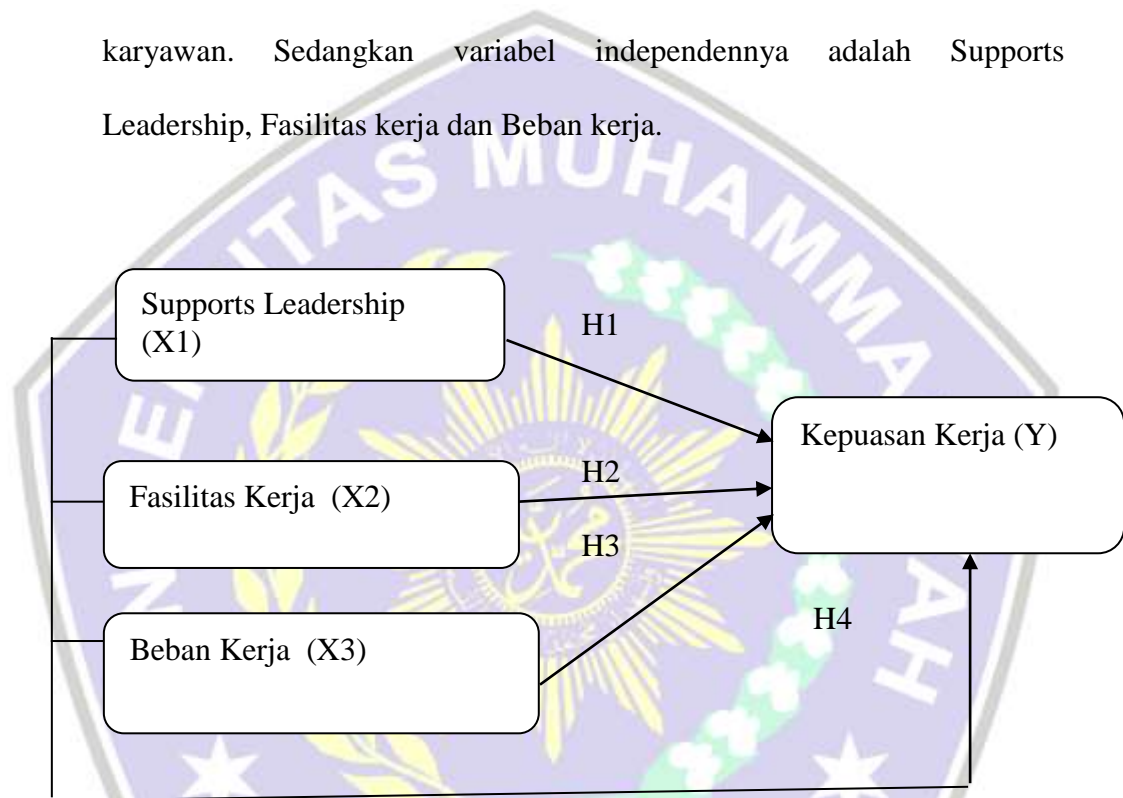 karyawan. Sedangkan variabel independennya adalah Supports
Leadership, Fasilitas kerja dan Beban kerja.
Supports Leadership
(X1)
H1
Kepuasan Kerja (Y)
Fasilitas Kerja (X2)
H2
H3
Beban Kerja (X3)
H4